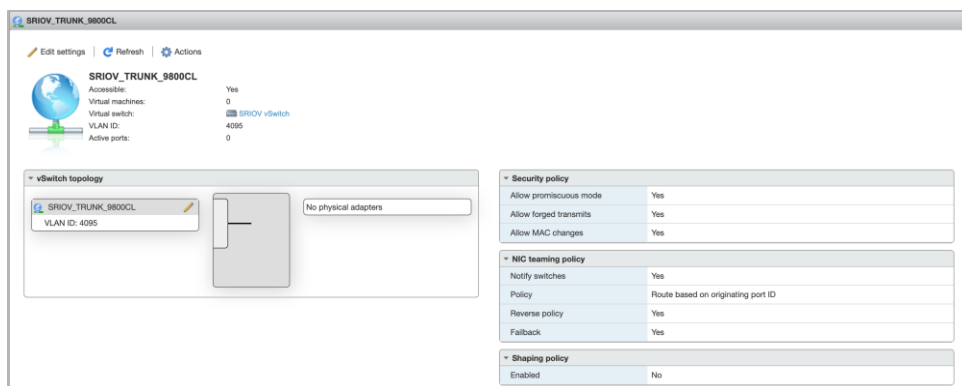 SRIOV_TRUNK_9800CL
Edit settings | Refresh | Actions
SRIOV_TRUNK_9800CL
Accessible: Yes
Virtual machines: 0
Virtual switch: SRIOV vSwitch
VLAN ID: 4095
Active ports: 0
vSwitch topology
SRIOV_TRUNK_9800CL
VLAN ID: 4095
No physical adapters
Security policy
Allow promiscuous mode Yes
Allow forged transmits Yes
Allow MAC changes Yes
NIC teaming policy
Notify switches Yes
Policy Route based on originating port ID
Reverse policy Yes
Failback Yes
Shaping policy
Enabled No